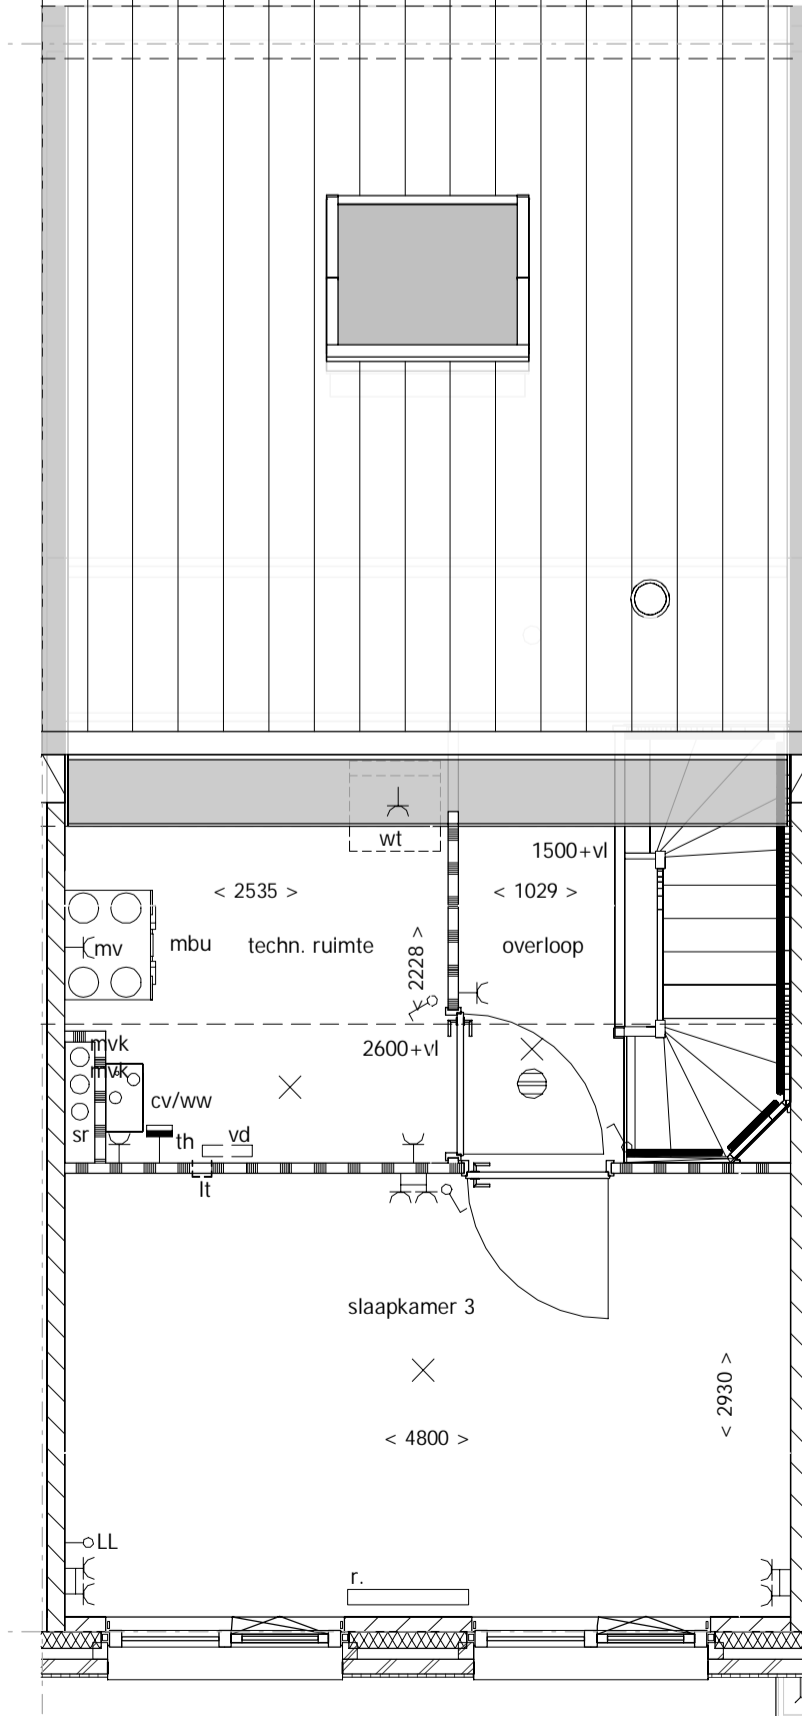 wt
1500+vl
< 2535 >
< 1029 >
mv
mbu
techn. ruimte
< 2228 >
overloop
mvk
2600+vl
mvk
cv/ww
sr
th
vd
lt
slaapkamer 3
< 2930 >
< 4800 >
LL
r.